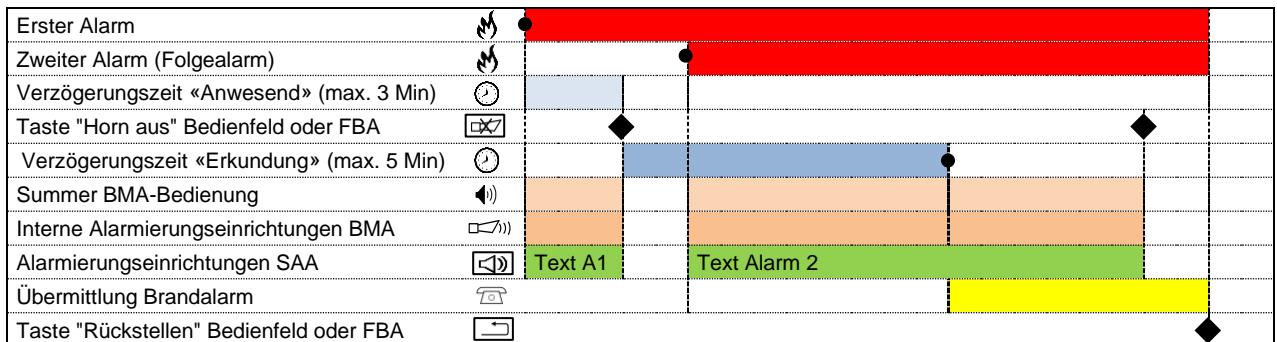 Erster Alarm
Zweiter Alarm (Folgealarm)
Verzögerungszeit «Anwesend» (max. 3 Min)
Taste "Horn aus" Bedienfeld oder FBA
Verzögerungszeit «Erkundung» (max. 5 Min)
Summer BMA-Bedienung
Interne Alarmierungseinrichtungen BMA
Alarmierungseinrichtungen SAA Text A1 Text Alarm 2
Übermittlung Brandalarm
Taste "Rückstellen" Bedienfeld oder FBA